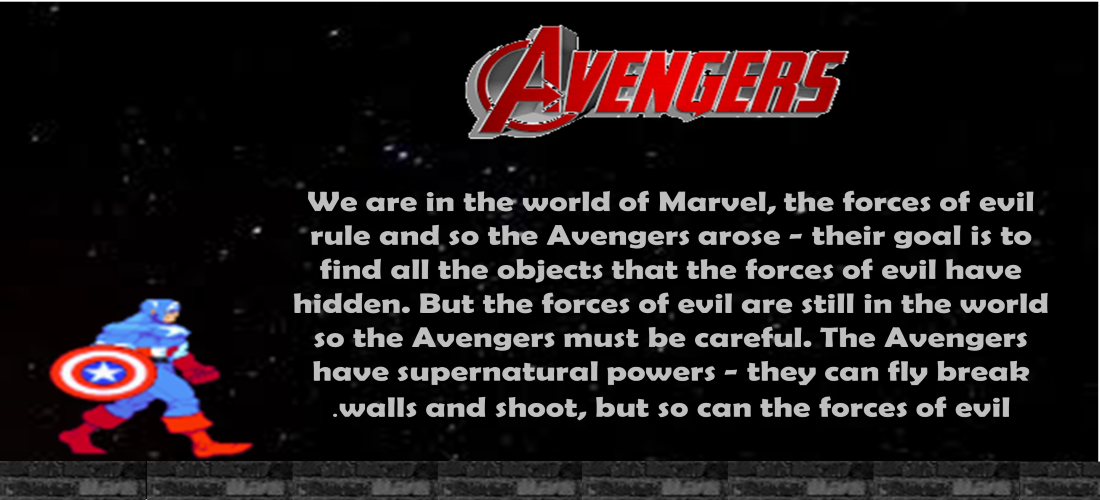 AVENGERS
We are in the world of Marvel, the forces of evil
rule and so the Avengers arose - their goal is to
find all the objects that the forces of evil have
hidden. But the forces of evil are still in the world
so the Avengers must be careful. The Avengers
have supernatural powers - they can fly break
.walls and shoot, but so can the forces of evil